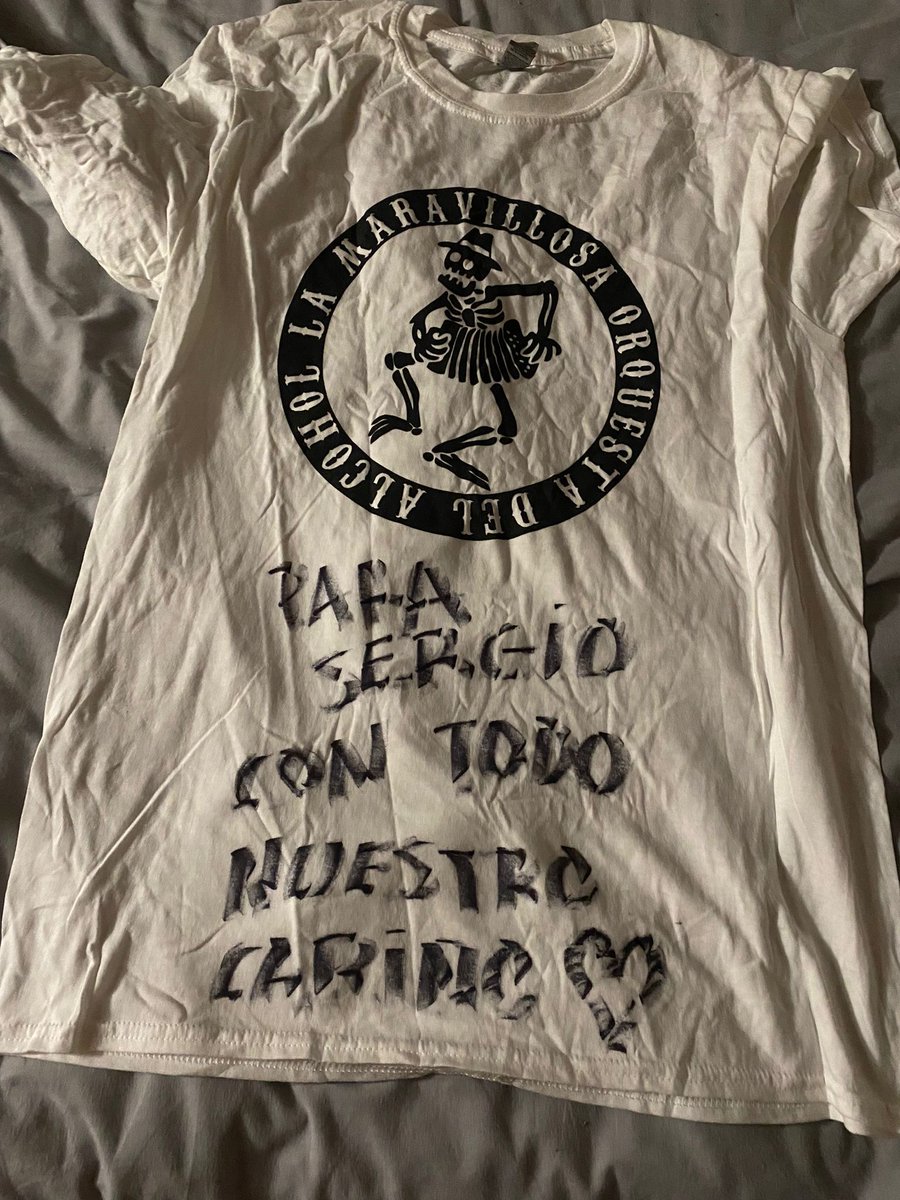 LA MARAVILLOSA ORQUESTA DEL ALCOHOL
PARA
SERGIO
CON TODO
NUESTRO
CARIÑO